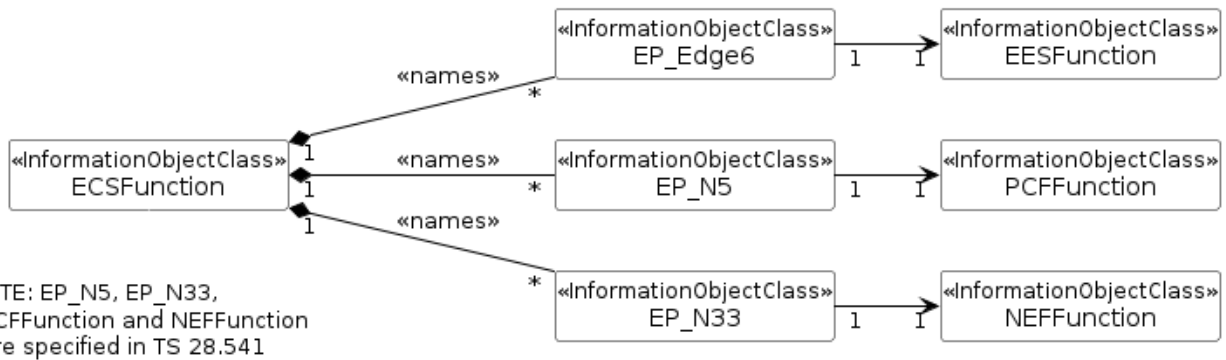 «InformationObjectClass»
EP_Edge6
«InformationObjectClass»
EESFunction
1
1
«names»
*
«InformationObjectClass»
ECSFunction
1
«names»
1
*
«InformationObjectClass»
EP_N5
1
1
«InformationObjectClass»
PCFFunction
1
«names»
*
«InformationObjectClass»
EP_N33
1
1
«InformationObjectClass»
NEFFunction
TE: EP_N5, EP_N33,
CFFunction and NEFFunction
re specified in TS 28.541